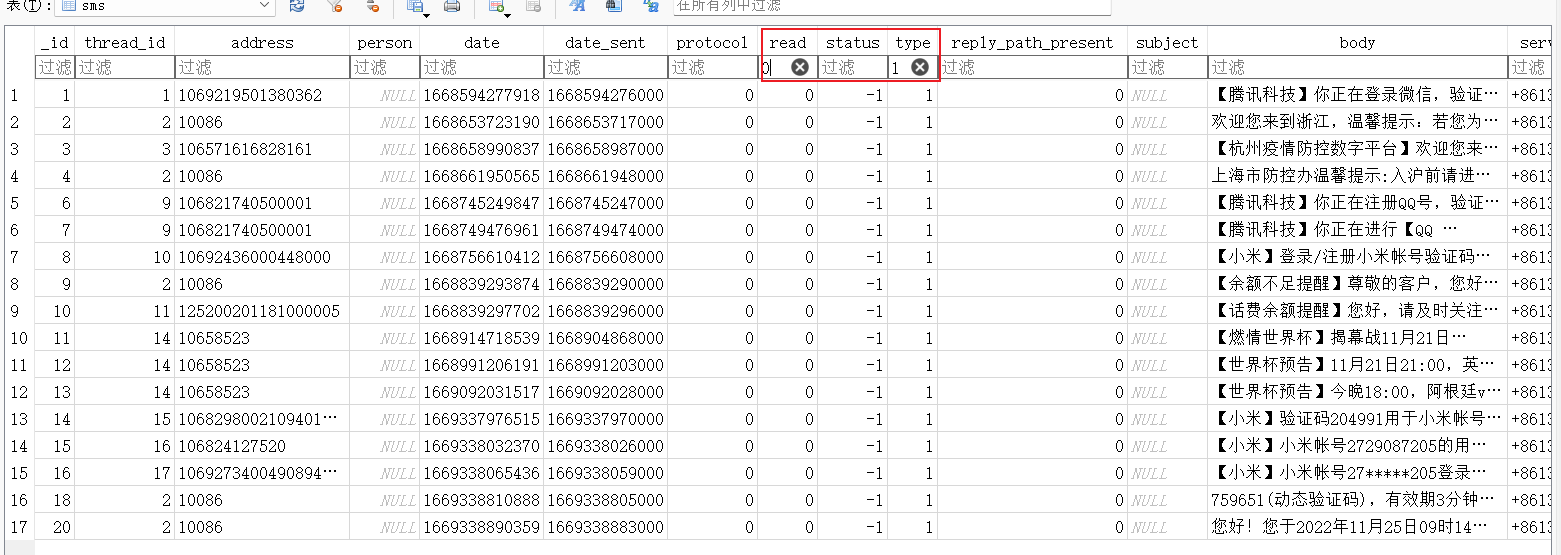 表(T): sms 在所有列中过滤
_id thread_id address person date date_sent protocol read status type reply_path_present subject body serv
过滤 过滤 过滤 过滤 过滤 过滤 过滤 0 过滤 1 过滤 过滤 过滤 过滤
1 1 1 1069219501380362 NULL 1668594277918 1668594276000 0 0 -1 1 0 NULL 【腾讯科技】你正在登录微信，验证… +8613
2 2 2 10086 NULL 1668653723190 1668653717000 0 0 -1 1 0 NULL 欢迎您来到浙江，温馨提示：若您为… +8613
3 3 3 106571616828161 NULL 1668658990837 1668658987000 0 0 -1 1 0 NULL 【杭州疫情防控数字平台】欢迎您来… +8613
4 4 2 10086 NULL 1668661950565 1668661948000 0 0 -1 1 0 NULL 上海市防控办温馨提示:入沪前请进… +8613
5 6 9 106821740500001 NULL 1668745249847 1668745247000 0 0 -1 1 0 NULL 【腾讯科技】你正在注册QQ号，验证… +8613
6 7 9 106821740500001 NULL 1668749476961 1668749474000 0 0 -1 1 0 NULL 【腾讯科技】你正在进行【QQ … +8613
7 8 10 10692436000448000 NULL 1668756610412 1668756608000 0 0 -1 1 0 NULL 【小米】登录/注册小米帐号验证码… +8613
8 9 2 10086 NULL 1668839293874 1668839290000 0 0 -1 1 0 NULL 【余额不足提醒】尊敬的客户，您好… +8613
9 10 11 125200201181000005 NULL 1668839297702 1668839296000 0 0 -1 1 0 NULL 【话费余额提醒】您好，请及时关注… +8613
10 11 14 10658523 NULL 1668914718539 1668904868000 0 0 -1 1 0 NULL 【燃情世界杯】揭幕战11月21日… +8613
11 12 14 10658523 NULL 1668991206191 1668991203000 0 0 -1 1 0 NULL 【世界杯预告】11月21日21:00，英… +8613
12 13 14 10658523 NULL 1669092031517 1669092028000 0 0 -1 1 0 NULL 【世界杯预告】今晚18:00，阿根廷v… +8613
13 14 15 1068298002109401… NULL 1669337976515 1669337970000 0 0 -1 1 0 NULL 【小米】验证码204991用于小米帐号… +8613
14 15 16 106824127520 NULL 1669338032370 1669338026000 0 0 -1 1 0 NULL 【小米】小米帐号2729087205的用… +8613
15 16 17 1069273400490894… NULL 1669338065436 1669338059000 0 0 -1 1 0 NULL 【小米】小米帐号27*****205登录… +8613
16 18 2 10086 NULL 1669338810888 1669338805000 0 0 -1 1 0 NULL 759651(动态验证码)，有效期3分钟… +8613
17 20 2 10086 NULL 1669338890359 1669338883000 0 0 -1 1 0 NULL 您好！您于2022年11月25日09时14… +8613